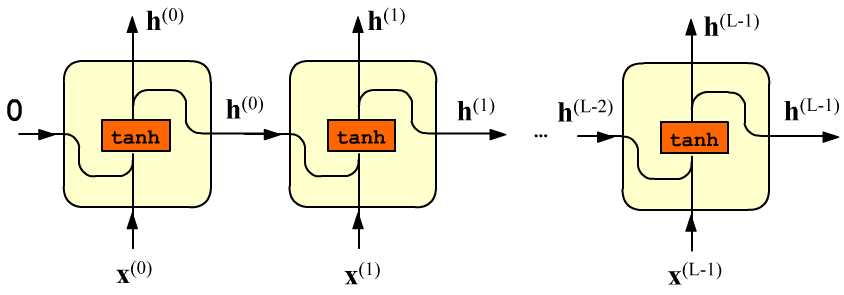 h(0) h(1) h(L-1)
0 h(0) h(1) ... h(L-2) h(L-1)
tanh tanh tanh
x(0) x(1) x(L-1)